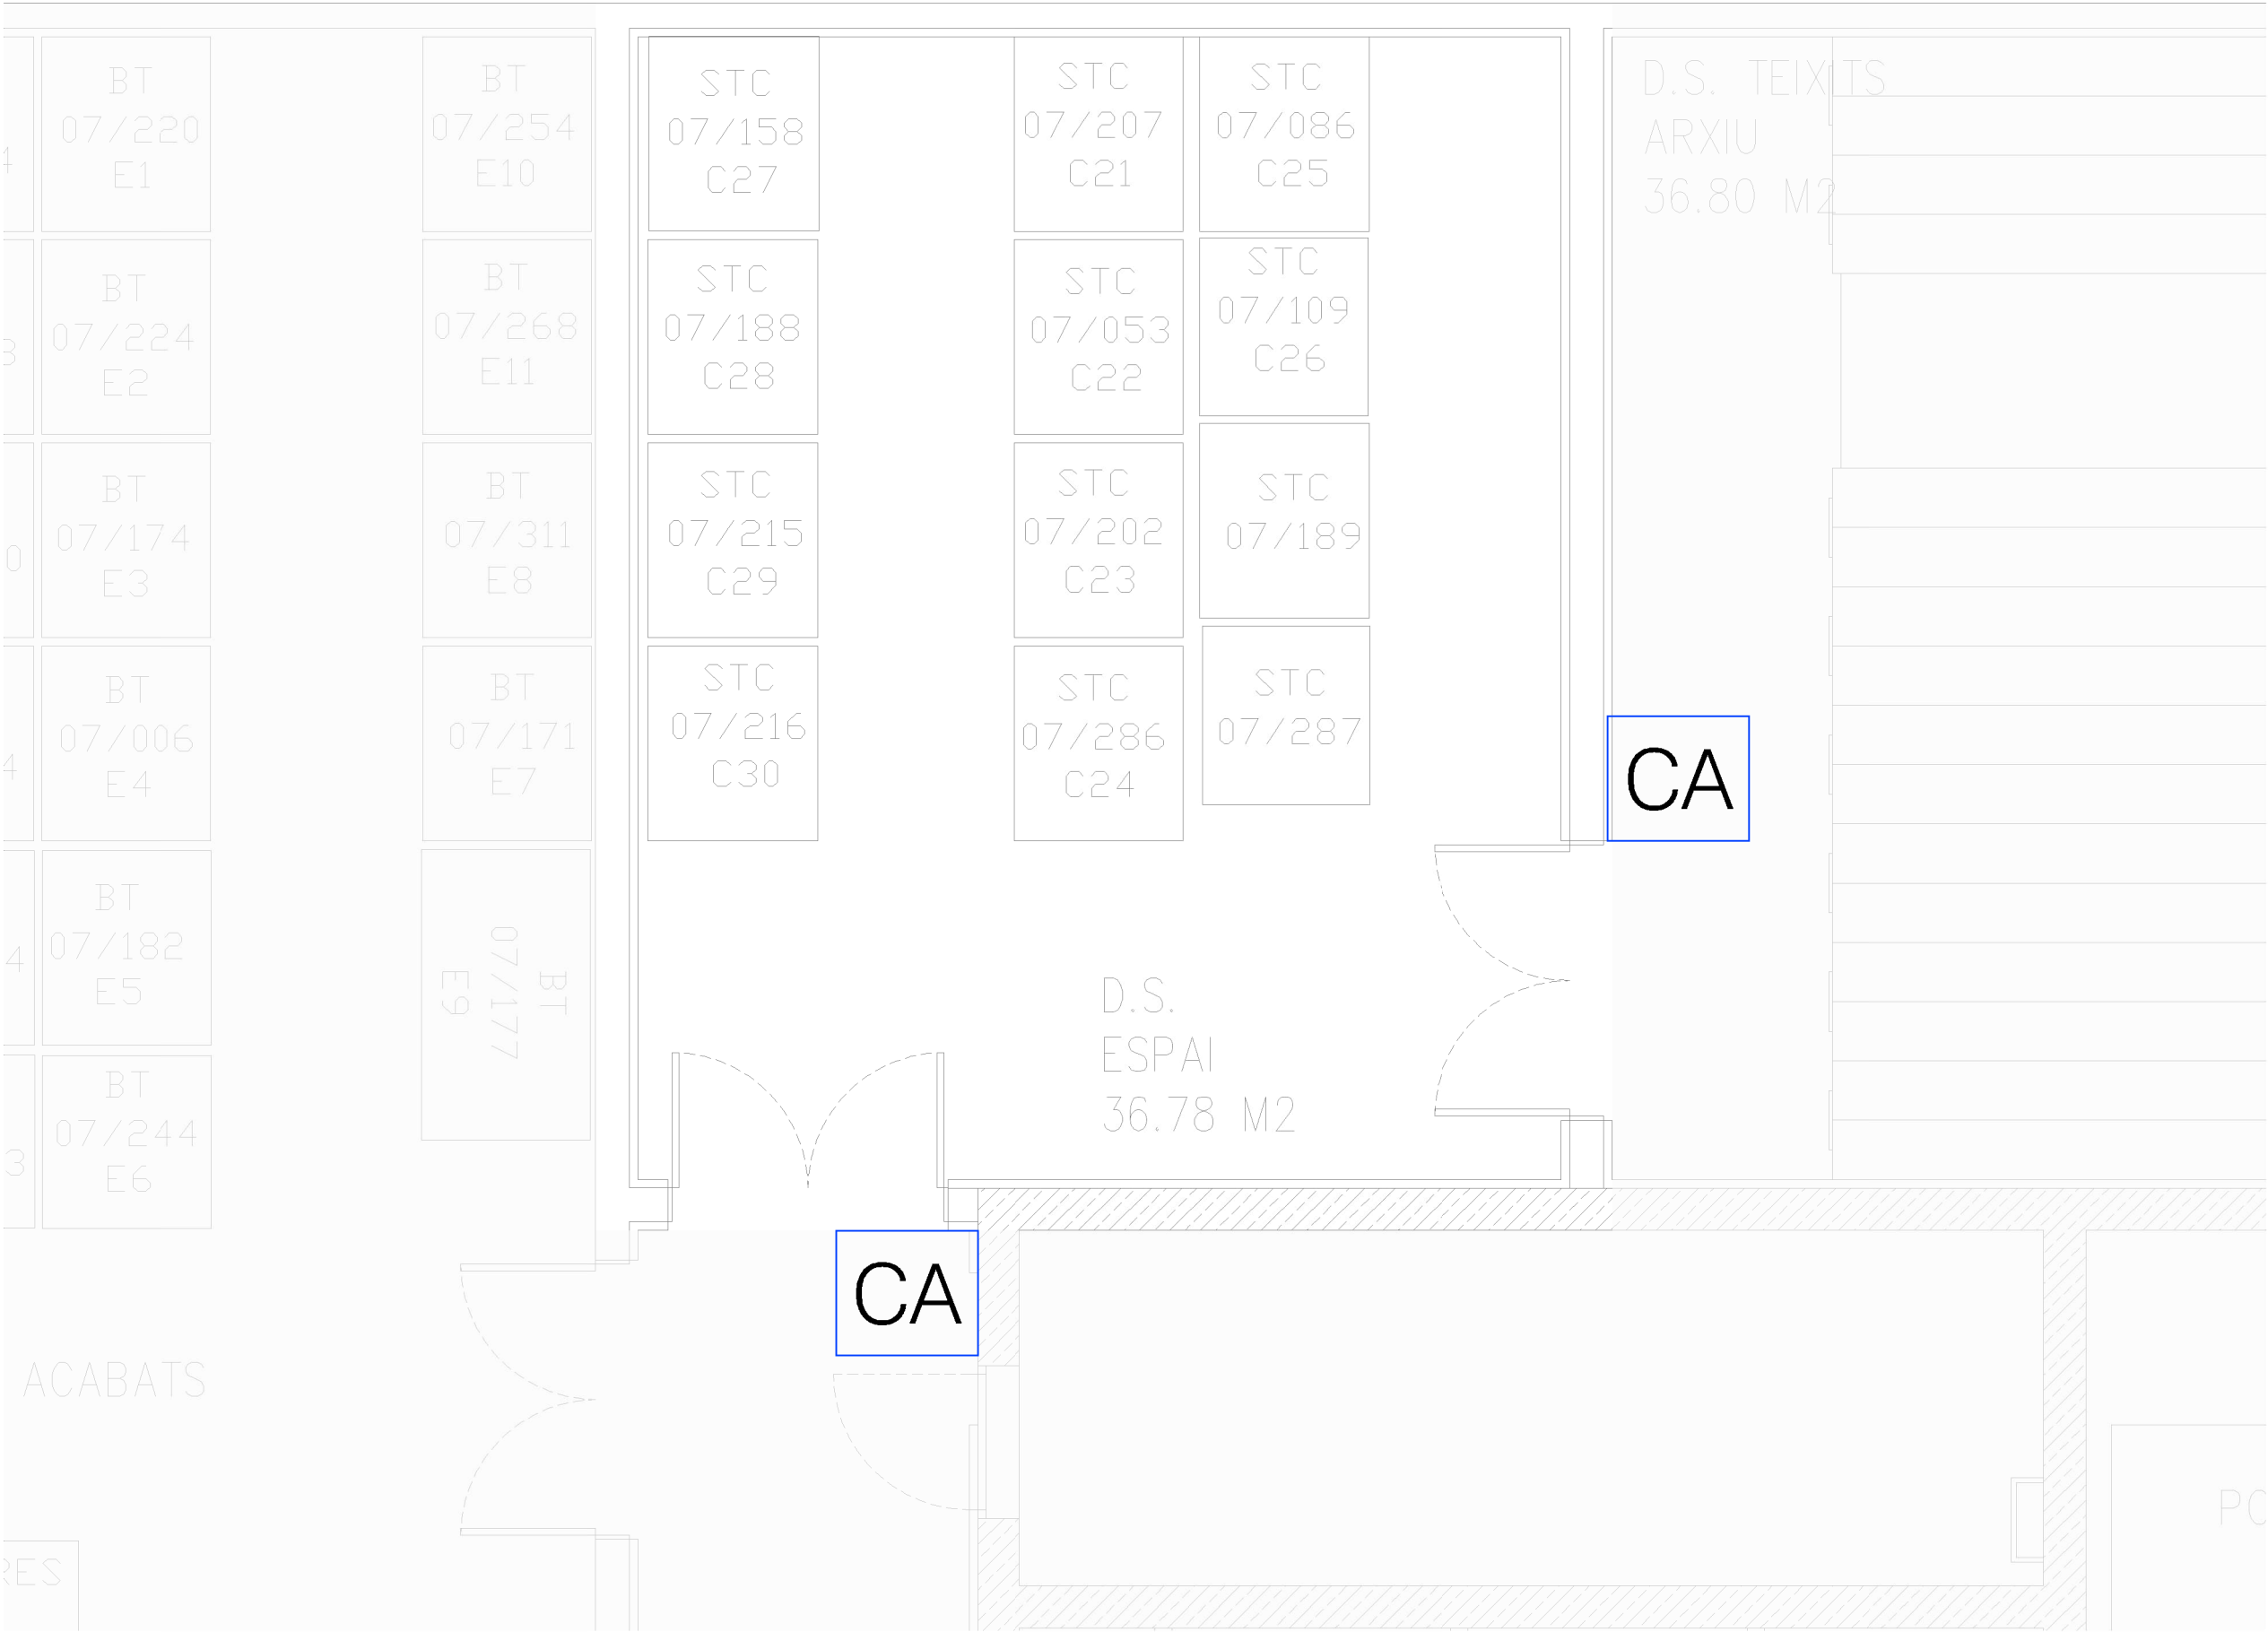 BT
07/220
E1
BT
07/224
E2
BT
07/174
E3
BT
07/006
E4
BT
07/182
E5
BT
07/244
E6
BT
07/254
E10
BT
07/268
E11
BT
07/311
E8
BT
07/171
E7
BT
07/177
E9
STC
07/158
C27
STC
07/188
C28
STC
07/215
C29
STC
07/216
C30
STC
07/207
C21
STC
07/053
C22
STC
07/202
C23
STC
07/286
C24
STC
07/086
C25
STC
07/109
C26
STC
07/189
STC
07/287
D.S. TEIXITS
ARXIU
36.80 M2
CA
D.S.
ESPAI
36.78 M2
CA
ACABATS